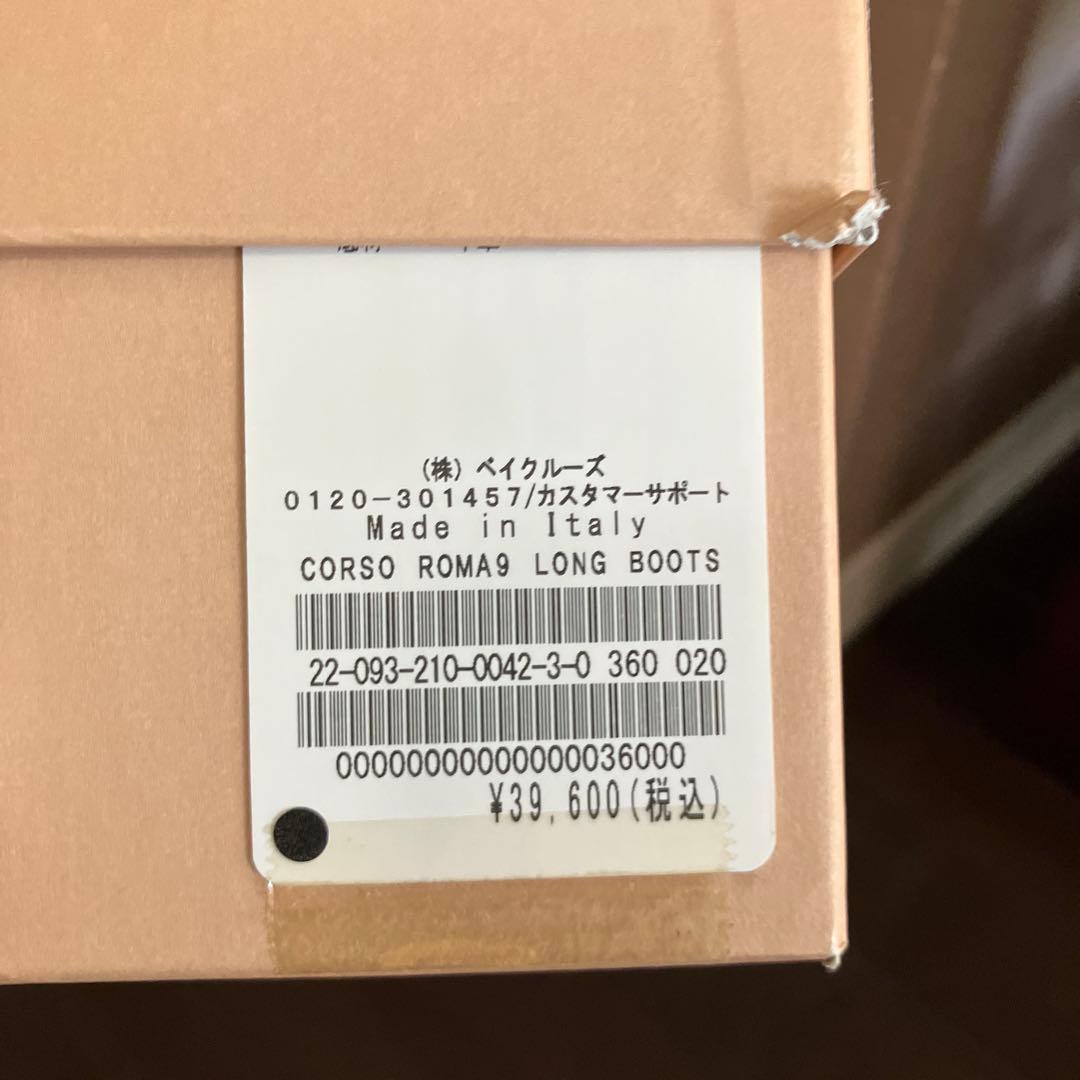 (株)ベイクルーズ
0120-301457/カスタマーサポート
Made in Italy
CORSO ROMA9 LONG BOOTS
22-093-210-0042-3-0 360 020
00000000000000036000
¥39,600(税込)